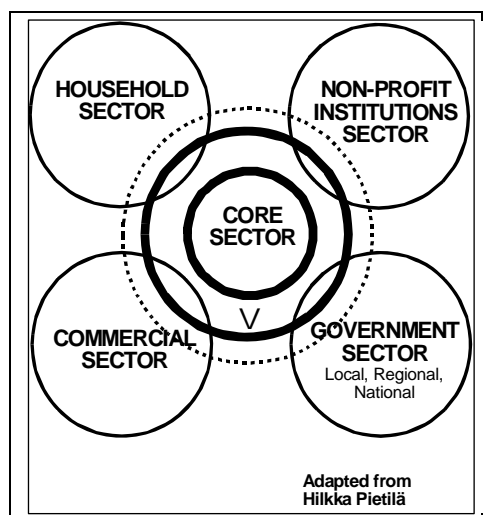 HOUSEHOLD
SECTOR
NON-PROFIT
INSTITUTIONS
SECTOR
CORE
SECTOR
V
COMMERCIAL
SECTOR
GOVERNMENT
SECTOR
Local, Regional,
National
Adapted from
Hilkka Pietilä